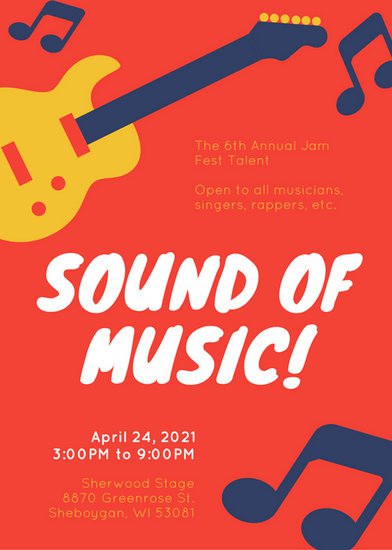 The 6th Annual Jam
Fest Talent
Open to all musicians,
singers, rappers, etc.
SOUND OF
MUSIC!
April 24, 2021
3:00PM to 9:00PM
Sherwood Stage
8870 Greenrose St.
Sheboygan, WI 53081